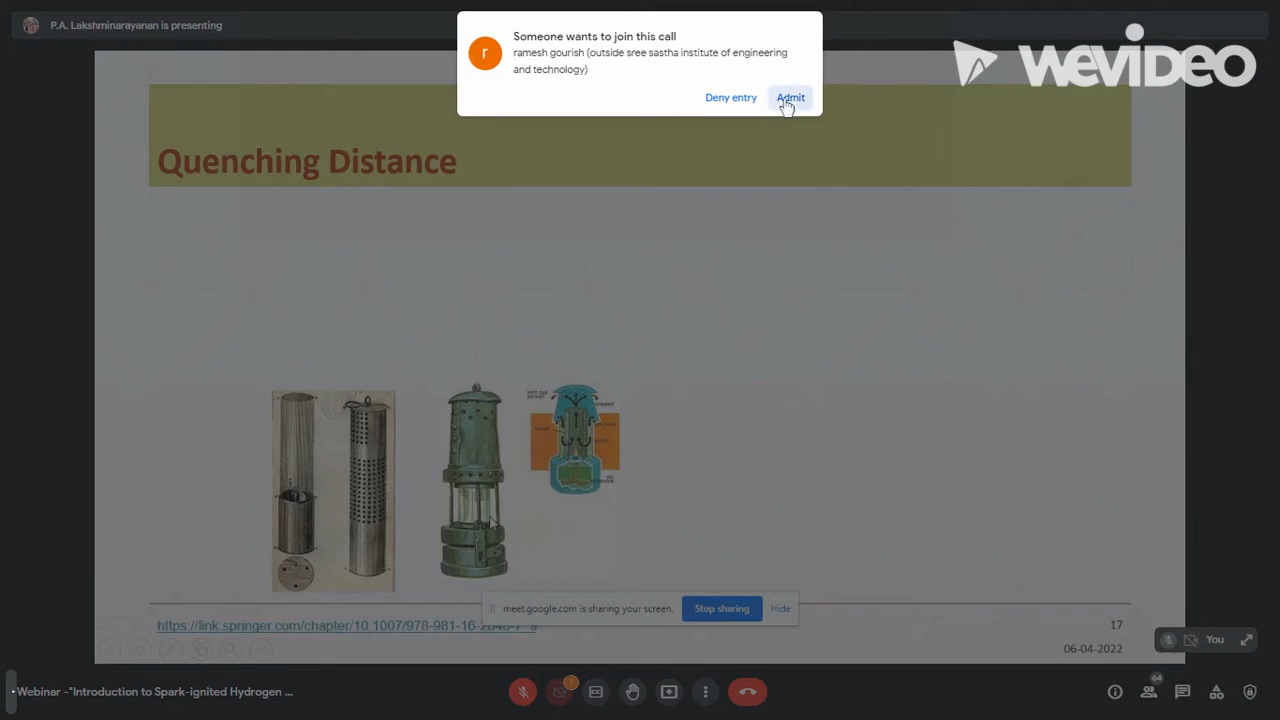 P.A. Lakshminarayanan is presenting
Someone wants to join this call
r
ramesh gourish (outside sree sastha institute of engineering
and technology)
Deny entry
Admit
WEVIDEO
Quenching Distance
meet.google.com is sharing your screen.
Stop sharing
Hide
17
06-04-2022
You
Webinar -"Introduction to Spark-ignited Hydrogen ...
64